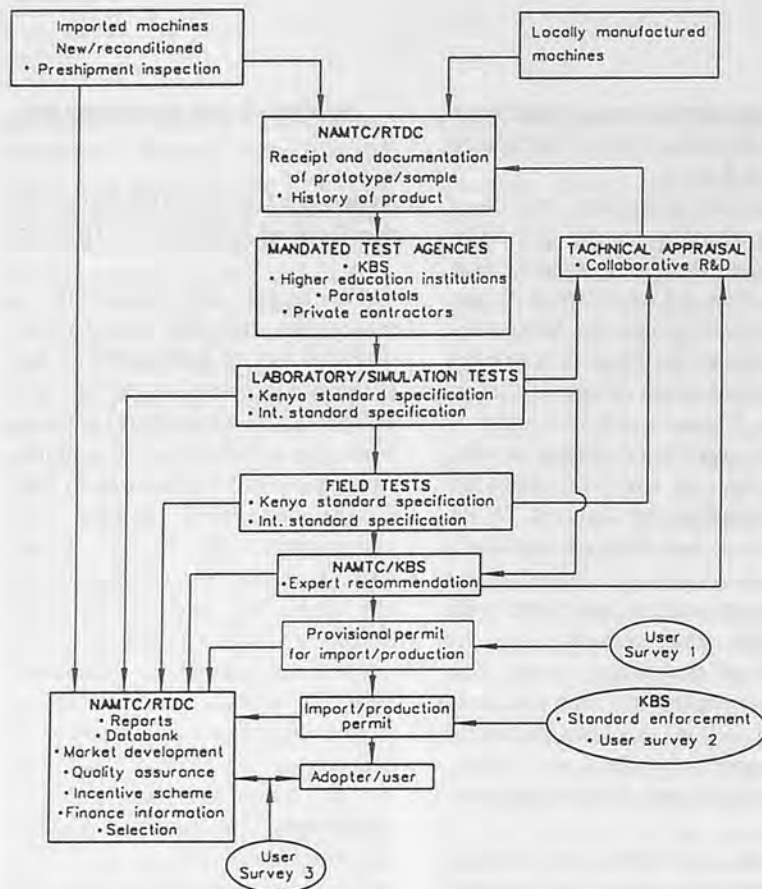 Imported machines
New/reconditioned
• Preshipment inspection
Locally manufactured
machines
NAMTC/RTDC
Receipt and documentation
of prototype/sample
• History of product
MANDATED TEST AGENCIES
• KBS
• Higher education institutions
• Parastatals
• Private contractors
TACHNICAL APPRAISAL
• Collaborative R&D
LABORATORY/SIMULATION TESTS
• Kenya standard specification
• Int. standard specification
FIELD TESTS
• Kenya standard specification
• Int. standard specification
NAMTC/KBS
• Expert recommendation
Provisional permit
for import/production
User
Survey 1
NAMTC/RTDC
• Reports
• Databank
• Market development
• Quality assurance
• Incentive scheme
• Finance information
• Selection
Import/production
permit
KBS
• Standard enforcement
• User survey 2
Adopter/user
User
Survey 3